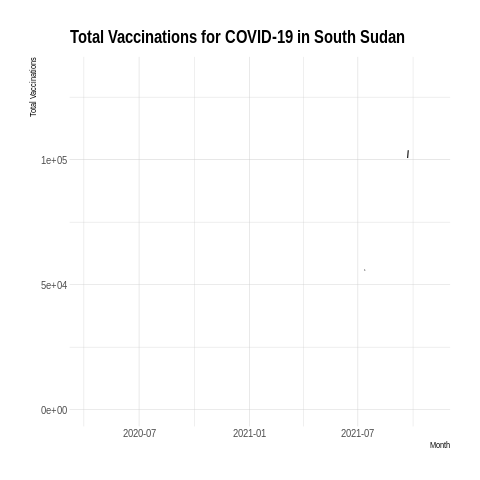 Total Vaccinations for COVID-19 in South Sudan
Total Vaccinations
1e+05
5e+04
0e+00
2020-07
2021-01
2021-07
Month